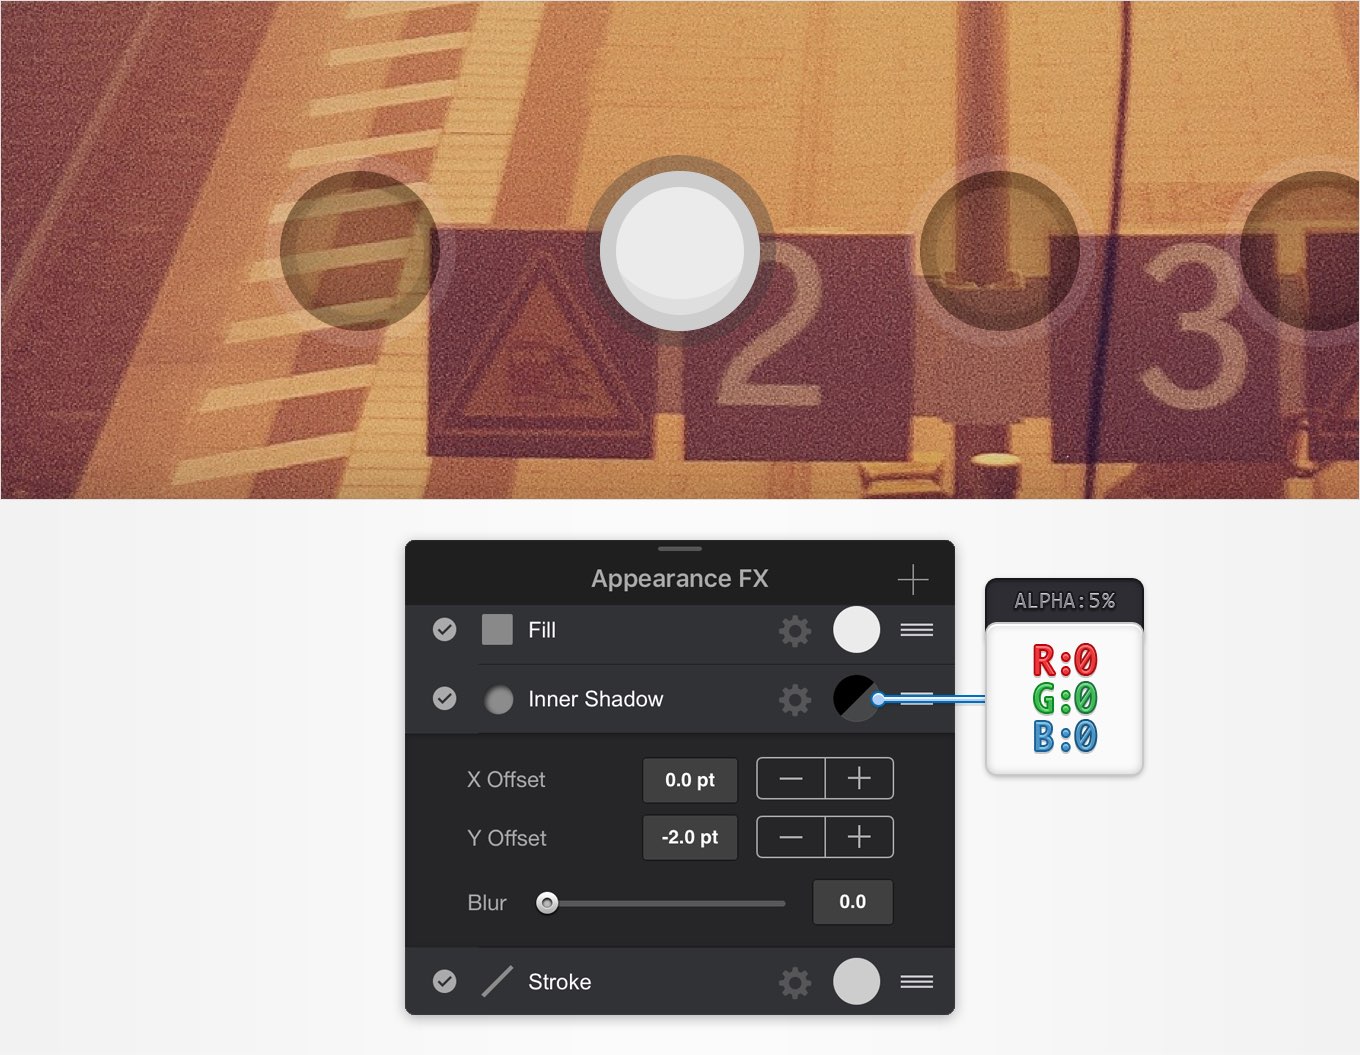 2
3
Appearance FX
Fill
Inner Shadow
X Offset
0.0 pt
Y Offset
-2.0 pt
Blur
0.0
Stroke
ALPHA:5%
R:0
G:0
B:0